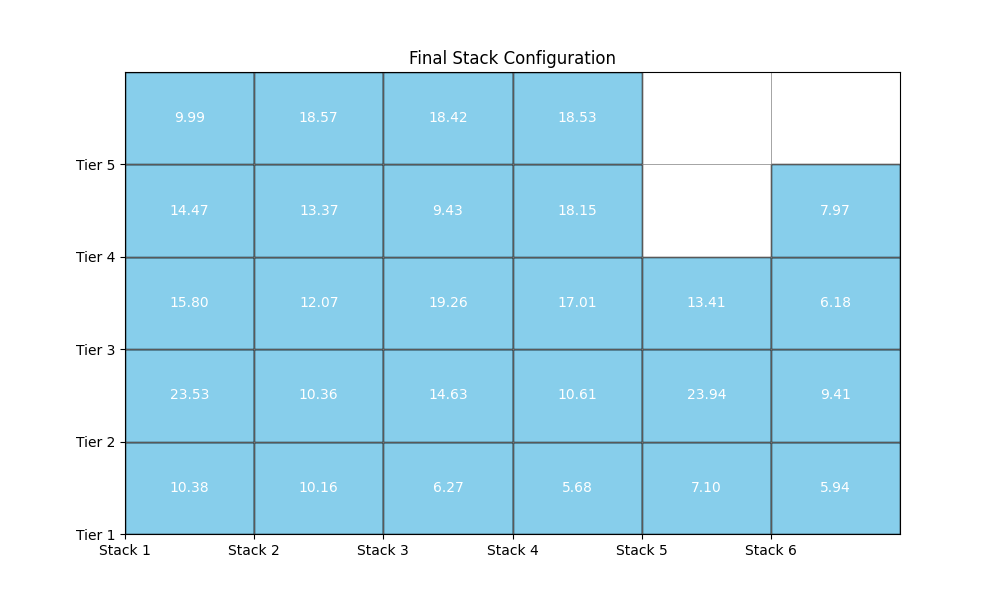 Final Stack Configuration
9.99 18.57 18.42 18.53
Tier 5
14.47 13.37 9.43 18.15 7.97
Tier 4
15.80 12.07 19.26 17.01 13.41 6.18
Tier 3
23.53 10.36 14.63 10.61 23.94 9.41
Tier 2
10.38 10.16 6.27 5.68 7.10 5.94
Tier 1
Stack 1 Stack 2 Stack 3 Stack 4 Stack 5 Stack 6